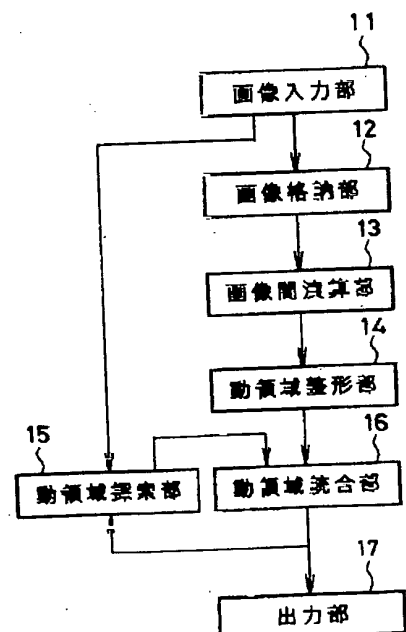 11
画像入力部
12
画像格納部
13
画像間演算部
14
動領域整形部
15
動領域探索部
16
動領域統合部
17
出力部